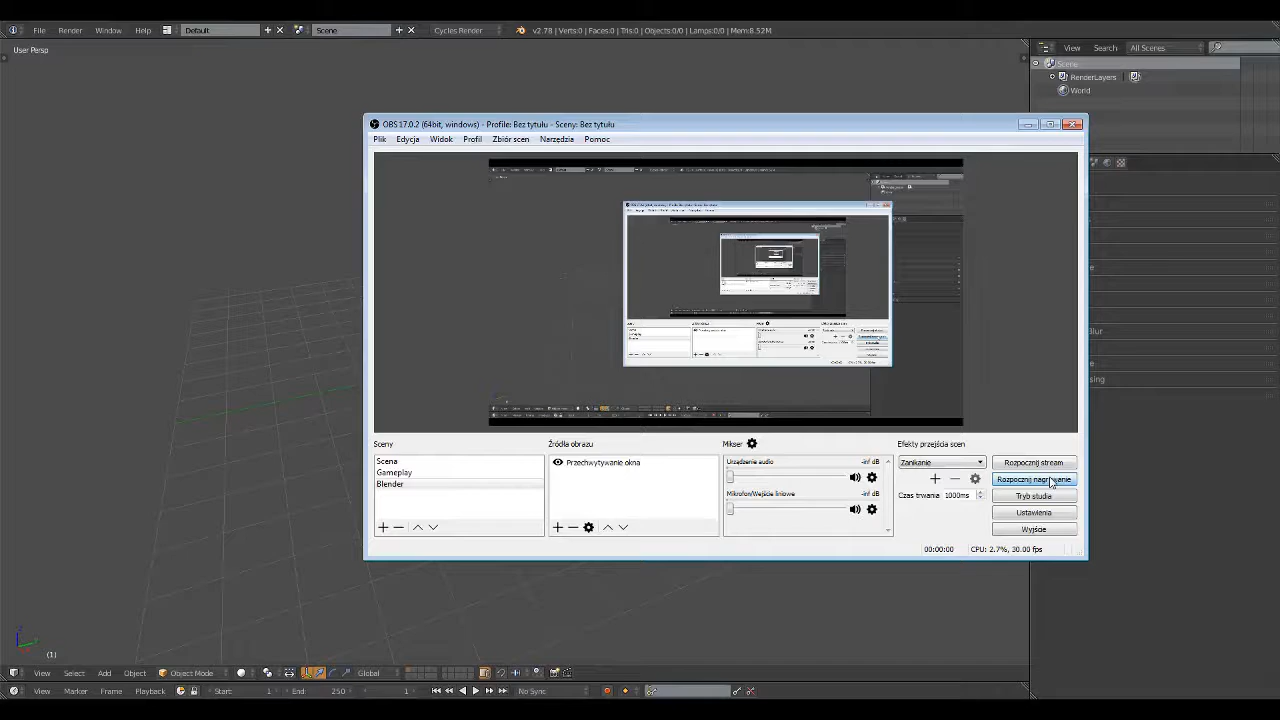 File Render Window Help Default Scene Cycles Render v2.78 | Verts:0 | Faces:0 | Tris:0 | Objects:0/0 | Lamps:0/0 | Mem:8.52M
User Persp
View Search All Scenes
Scene
RenderLayers
World
OBS 17.0.2 (64bit, windows) - Profile: Bez tytułu - Sceny: Bez tytułu
Plik Edycja Widok Profil Zbiór scen Narzędzia Pomoc
Sceny
Scena
Gameplay
Blender
Źródła obrazu
Przechwytywanie okna
Mikser
Urządzenie audio -inf dB
Mikrofon/Wejście liniowe -inf dB
Efekty przejścia scen
Zanikanie
Czas trwania 1000ms
Rozpocznij stream
Rozpocznij nagrywanie
Tryb studia
Ustawienia
Wyjście
00:00:00 CPU: 2.7%, 30.00 fps
(1)
View Select Add Object Object Mode Global
View Marker Frame Playback Start: 1 End: 250 1 No Sync